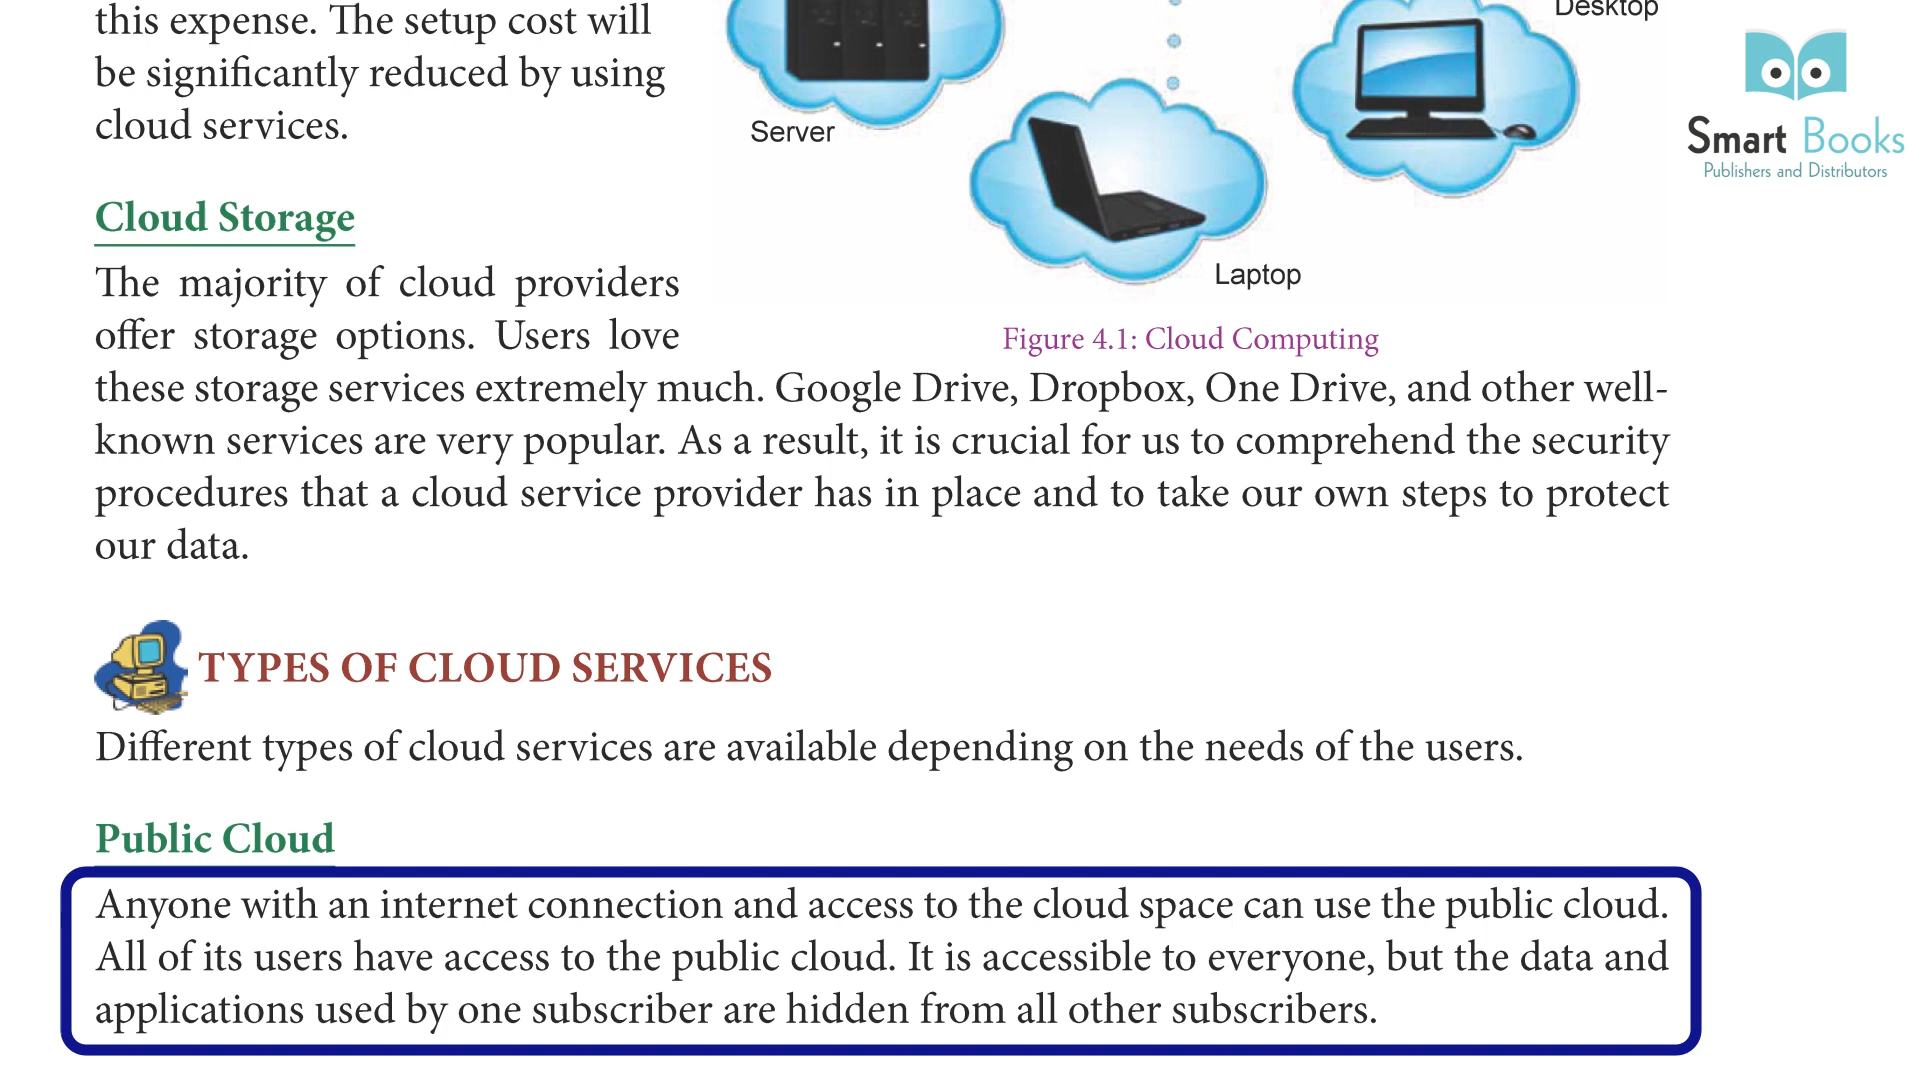 this expense. The setup cost will
be significantly reduced by using
cloud services.
Desktop
Server
Laptop
Smart Books
Publishers and Distributors
Cloud Storage
The majority of cloud providers
offer storage options. Users love
Figure 4.1: Cloud Computing
these storage services extremely much. Google Drive, Dropbox, One Drive, and other well-
known services are very popular. As a result, it is crucial for us to comprehend the security
procedures that a cloud service provider has in place and to take our own steps to protect
our data.
TYPES OF CLOUD SERVICES
Different types of cloud services are available depending on the needs of the users.
Public Cloud
Anyone with an internet connection and access to the cloud space can use the public cloud.
All of its users have access to the public cloud. It is accessible to everyone, but the data and
applications used by one subscriber are hidden from all other subscribers.